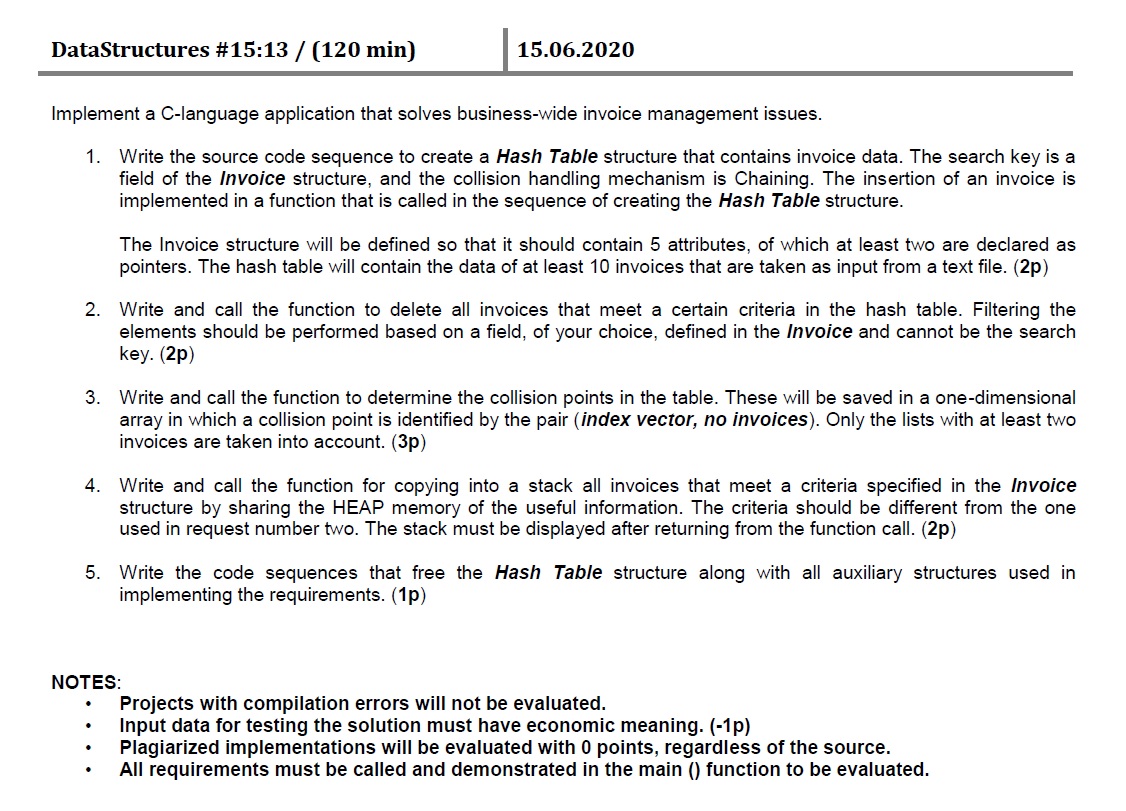 DataStructures #15:13 / (120 min)
15.06.2020
Implement a C-language application that solves business-wide invoice management issues.
1. Write the source code sequence to create a Hash Table structure that contains invoice data. The search key is a
field of the Invoice structure, and the collision handling mechanism is Chaining. The insertion of an invoice is
implemented in a function that is called in the sequence of creating the Hash Table structure.
The Invoice structure will be defined so that it should contain 5 attributes, of which at least two are declared as
pointers. The hash table will contain the data of at least 10 invoices that are taken as input from a text file. (2p)
2. Write and call the function to delete all invoices that meet a certain criteria in the hash table. Filtering the
elements should be performed based on a field, of your choice, defined in the Invoice and cannot be the search
key. (2p)
3. Write and call the function to determine the collision points in the table. These will be saved in a one-dimensional
array in which a collision point is identified by the pair (index vector, no invoices). Only the lists with at least two
invoices are taken into account. (3p)
4. Write and call the function for copying into a stack all invoices that meet a criteria specified in the Invoice
structure by sharing the HEAP memory of the useful information. The criteria should be different from the one
used in request number two. The stack must be displayed after returning from the function call. (2p)
5. Write the code sequences that free the Hash Table structure along with all auxiliary structures used in
implementing the requirements. (1p)
NOTES:
• Projects with compilation errors will not be evaluated.
• Input data for testing the solution must have economic meaning. (-1p)
• Plagiarized implementations will be evaluated with 0 points, regardless of the source.
• All requirements must be called and demonstrated in the main () function to be evaluated.